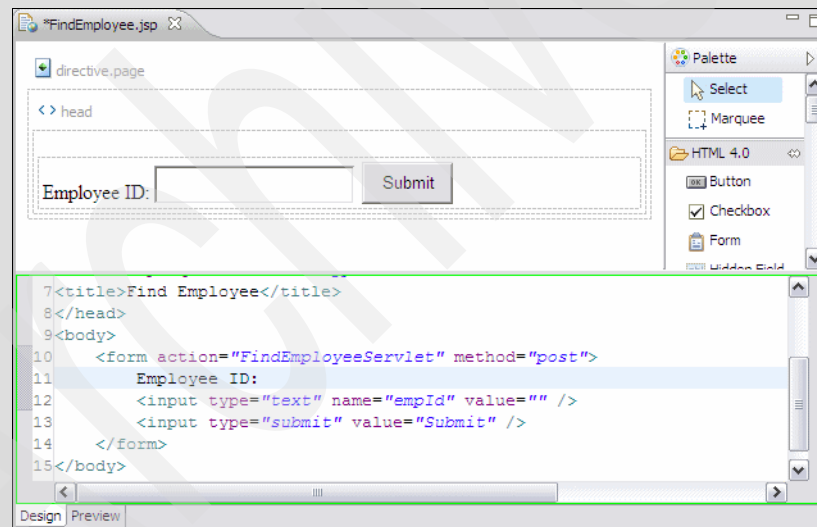 *FindEmployee.jsp
directive.page
<> head
Employee ID:
Submit
Palette
Select
Marquee
HTML 4.0
OK Button
Checkbox
Form
7<title>Find Employee</title>
8</head>
9<body>
10 <form action="FindEmployeeServlet" method="post">
11 Employee ID:
12 <input type="text" name="empId" value="" />
13 <input type="submit" value="Submit" />
14 </form>
15</body>
Design Preview